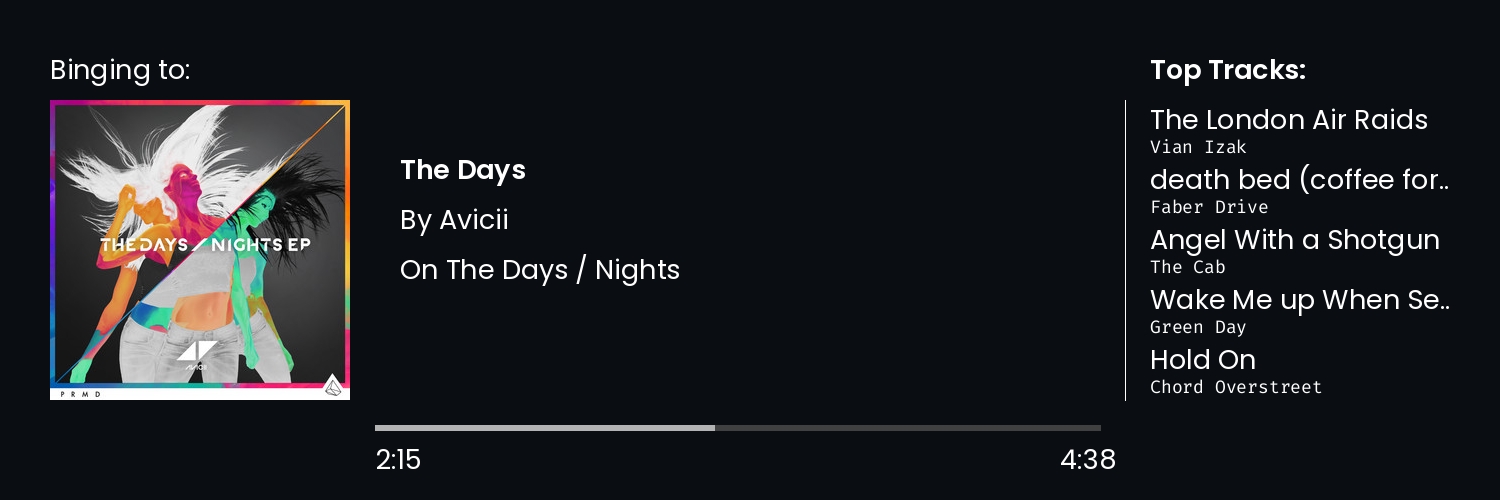 Binging to:
THE DAYS / NIGHTS EP
AVICII
PRMD
The Days
By Avicii
On The Days / Nights
2:15
4:38
Top Tracks:
The London Air Raids
Vian Izak
death bed (coffee for..
Faber Drive
Angel With a Shotgun
The Cab
Wake Me up When Se..
Green Day
Hold On
Chord Overstreet